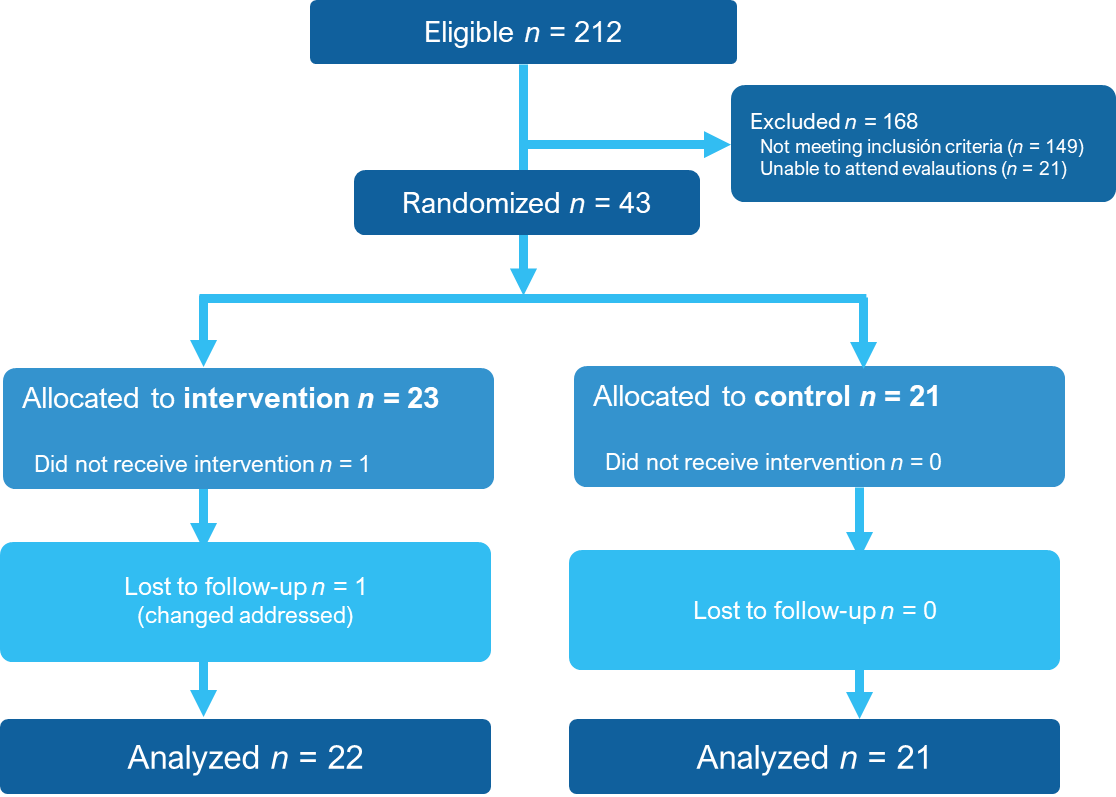 Eligible n = 212
Excluded n = 168
Not meeting inclusión criteria (n = 149)
Unable to attend evalautions (n = 21)
Randomized n = 43
Allocated to intervention n = 23
Did not receive intervention n = 1
Allocated to control n = 21
Did not receive intervention n = 0
Lost to follow-up n = 1
(changed addressed)
Lost to follow-up n = 0
Analyzed n = 22
Analyzed n = 21